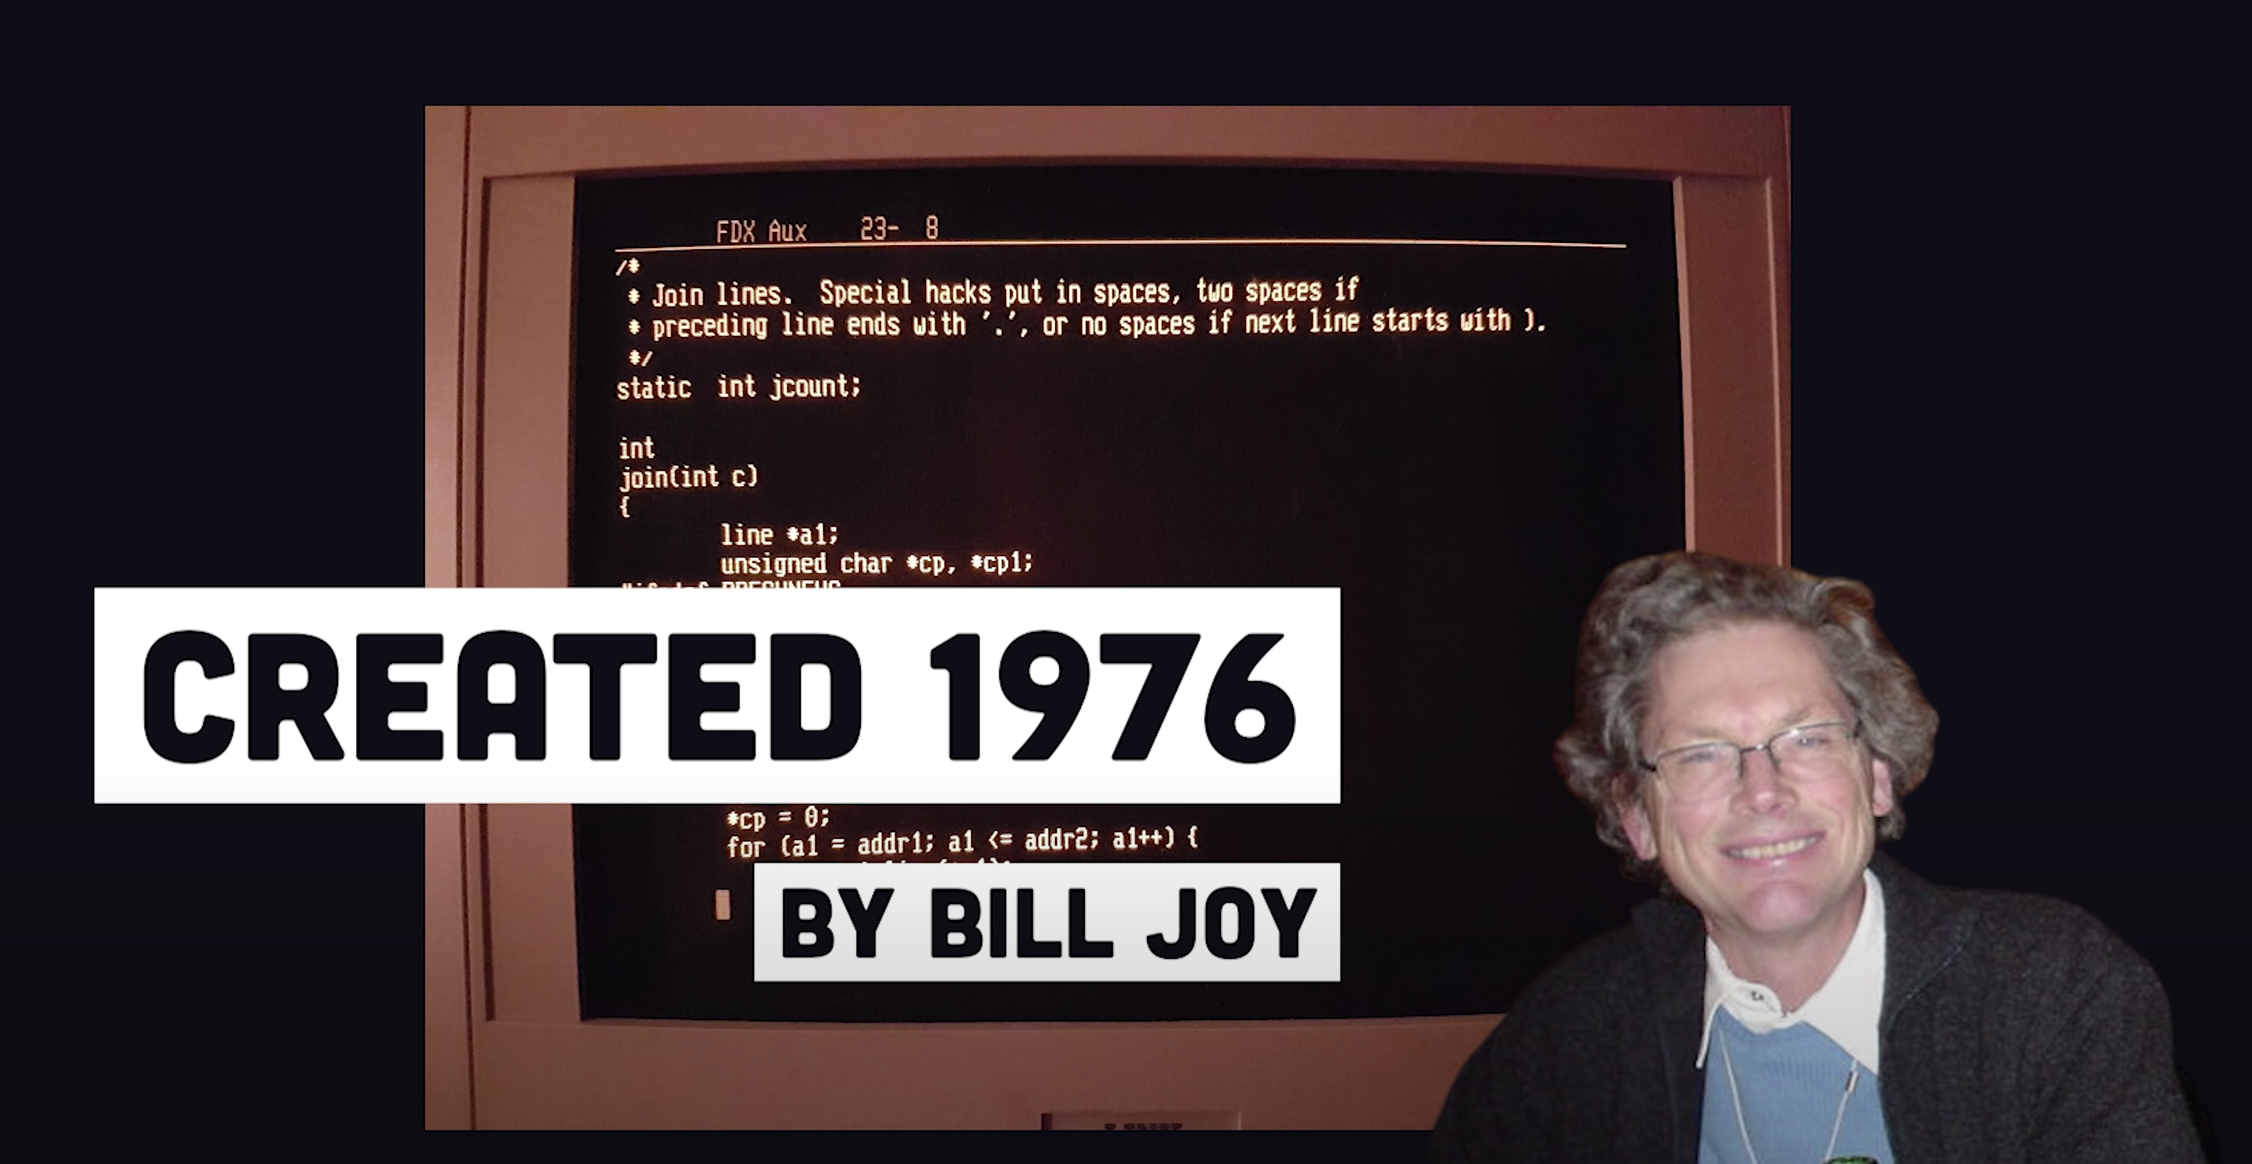 FDX Aux    23-  8
/*
 * Join lines.  Special hacks put in spaces, two spaces if
 * preceding line ends with '.', or no spaces if next line starts with ).
 */
static  int jcount;
int
join(int c)
{
        line *a1;
        unsigned char *cp, *cp1;
CREATED 1976
        *cp = 0;
        for (a1 = addr1; a1 <= addr2; a1++) {
BY BILL JOY